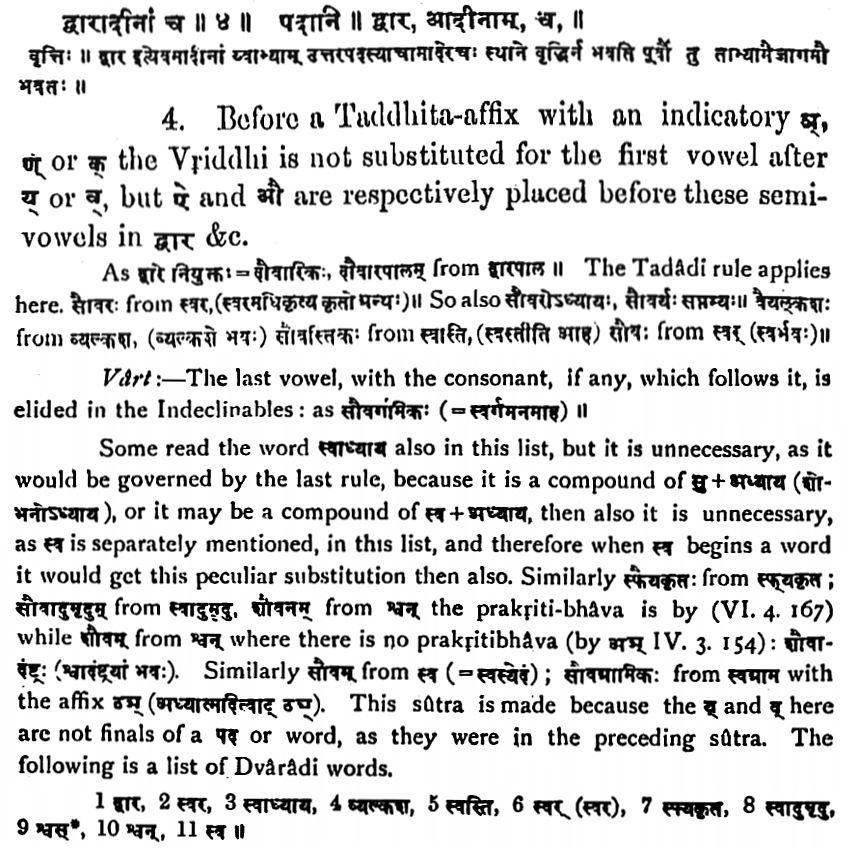 द्वारादीनां च ॥ ४ ॥ पदानि ॥ द्वार, आदीनाम्, च, ॥
वृत्तिः ॥ द्वार इत्येवमादीनां य्वाभ्याम् उत्तरपदस्याचामादेरचः स्थाने वृद्धिर्न भवति पूर्वौ तु ताभ्यामैजागमौ
भवतः ॥
4. Before a Taddhita-affix with an indicatory ञ्,
ण् or क् the Vṛiddhi is not substituted for the first vowel after
य् or व्, but ऐ and औ are respectively placed before these semi-
vowels in द्वार &c.
As द्वारे नियुक्तः=दौवारिकः, दौवारपालम् from द्वारपाल ॥ The Tadâdi rule applies
here. सौवरः from स्वर,(स्वरमधिकृत्य कृतो ग्रन्थः)॥ So also सौवरोऽध्यायः, सौवर्यः सप्तम्यः॥ वैयल्कशः
from व्यल्कश, (व्यल्कशे भवः) सौवस्तिकः from स्वास्ति, (स्वस्तीति आह) सौवः from स्वर् (स्वर्भवः)॥
Vârt:—The last vowel, with the consonant, if any, which follows it, is
elided in the Indeclinables: as सौवर्गमिकः (=स्वर्गमनमाह) ॥
Some read the word स्वाध्याय also in this list, but it is unnecessary, as it
would be governed by the last rule, because it is a compound of सु+अध्याय (शो-
भनोऽध्याय), or it may be a compound of स्व+अध्याय, then also it is unnecessary,
as स्व is separately mentioned, in this list, and therefore when स्व begins a word
it would get this peculiar substitution then also. Similarly स्फैयकृतः from स्फ्यकृत;
सौवादुमृदुम् from स्वादुमृदु, शौवनम् from श्वन् the prakṛiti-bhâva is by (VI. 4. 167)
while शौवम् from श्वन् where there is no prakṛitibhâva (by अञ् IV. 3. 154): शौवा-
दंष्ट्रः (श्वादंष्ट्रयां भवः). Similarly सौवम् from स्व (=स्वस्येदं); सौवग्रामिकः from स्वग्राम with
the affix ठञ् (अध्यात्मादित्वाद् ठञ्). This sûtra is made because the य् and व् here
are not finals of a पद or word, as they were in the preceding sûtra. The
following is a list of Dvârâdi words.
1 द्वार, 2 स्वर, 3 स्वाध्याय, 4 व्यल्कश, 5 स्वस्ति, 6 स्वर् (स्वर), 7 स्फ्यकृत, 8 स्वादुमृदु,
9 श्वस्*, 10 श्वन्, 11 स्व ॥